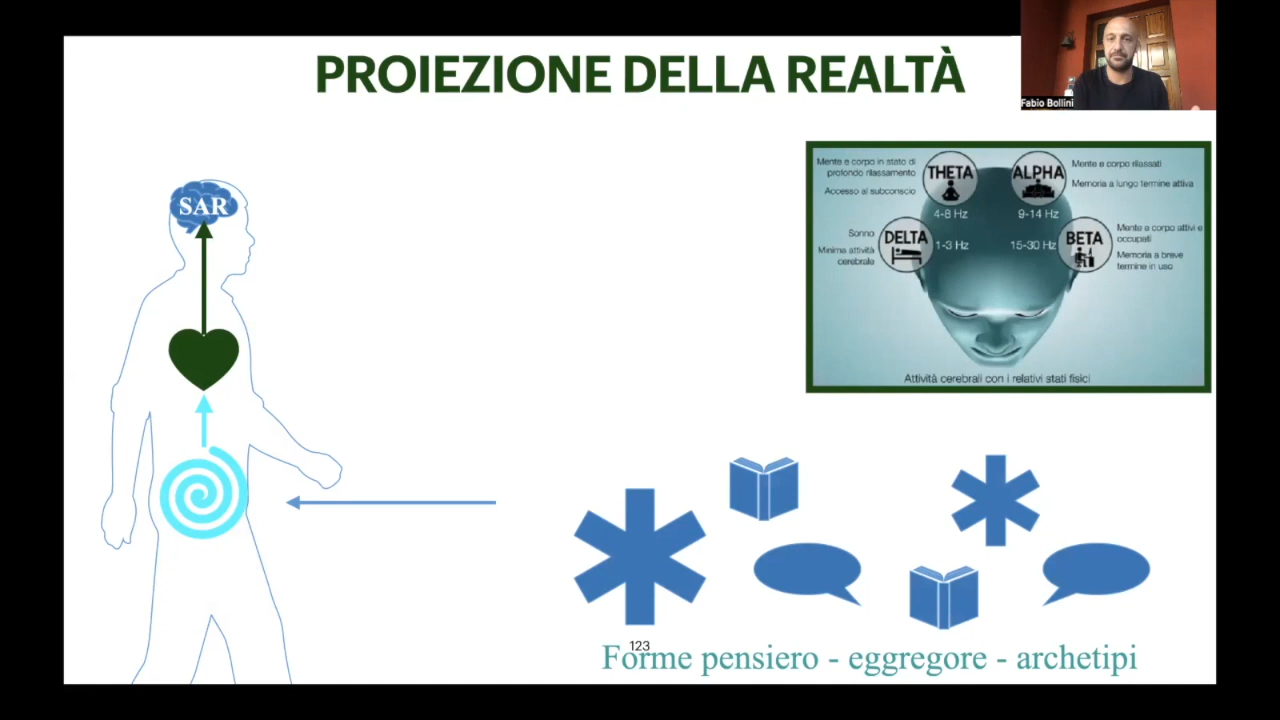 PROIEZIONE DELLA REALTÀ
Fabio Bollini
SAR
Mente e corpo in stato di
profondo rilassamento
Accesso al subconscio
THETA
4-8 Hz
ALPHA
9-14 Hz
Mente e corpo rilassati
Memoria a lungo termine attiva
Sonno
Minima attività
cerebrale
DELTA
1-3 Hz
15-30 Hz
BETA
Mente e corpo attivi e
occupati
Memoria a breve
termine in uso
Attività cerebrali con i relativi stati fisici
123
Forme pensiero - eggregore - archetipi